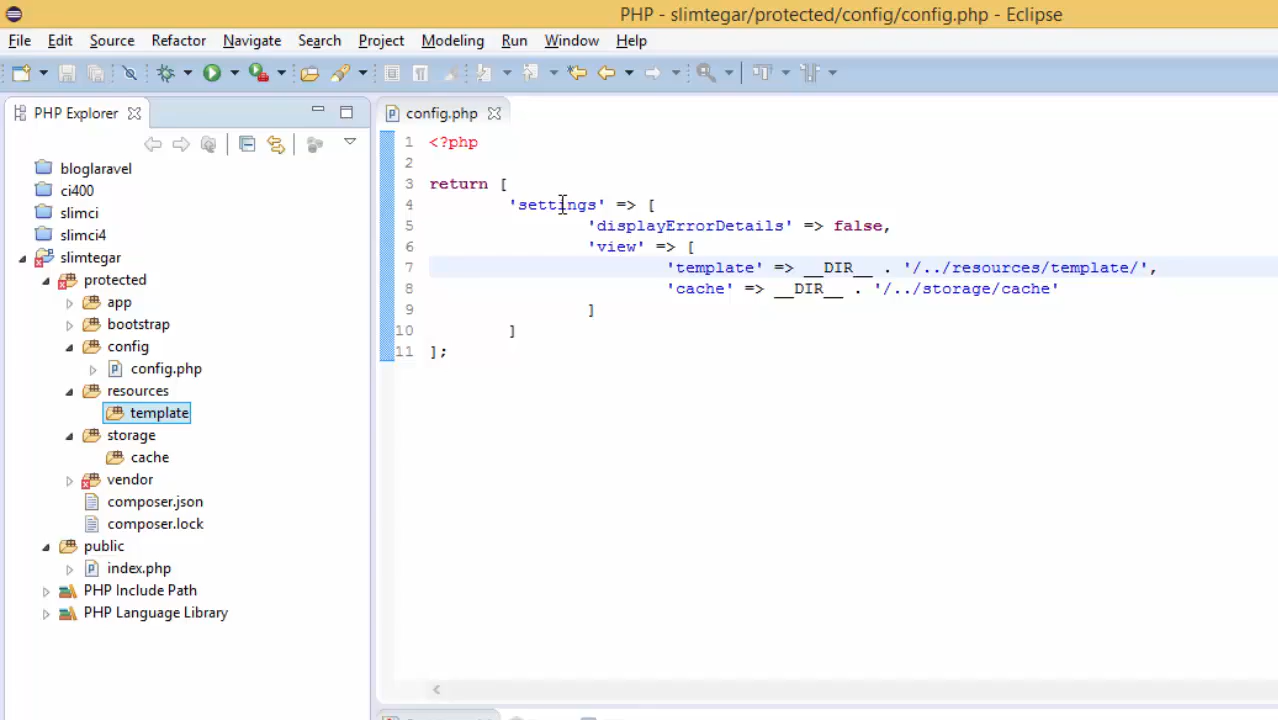 PHP - slimtegar/protected/config/config.php - Eclipse
File Edit Source Refactor Navigate Search Project Modeling Run Window Help
PHP Explorer
config.php
bloglaravel
ci400
slimci
slimci4
slimtegar
protected
app
bootstrap
config
config.php
resources
template
storage
cache
vendor
composer.json
composer.lock
public
index.php
PHP Include Path
PHP Language Library
1 <?php
2
3 return [
4 'settings' => [
5 'displayErrorDetails' => false,
6 'view' => [
7 'template' => __DIR__ . '/../resources/template/',
8 'cache' => __DIR__ . '/../storage/cache'
9 ]
10 ]
11 ];